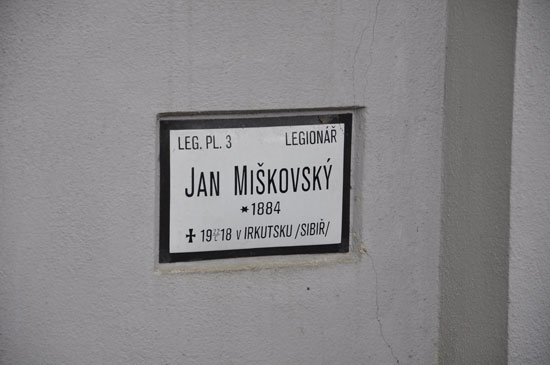 LEG. PL. 3 LEGIONÁŘ
JAN MIŠKOVSKÝ
*1884
✝ 1918 v IRKUTSKU /SIBIŘ/